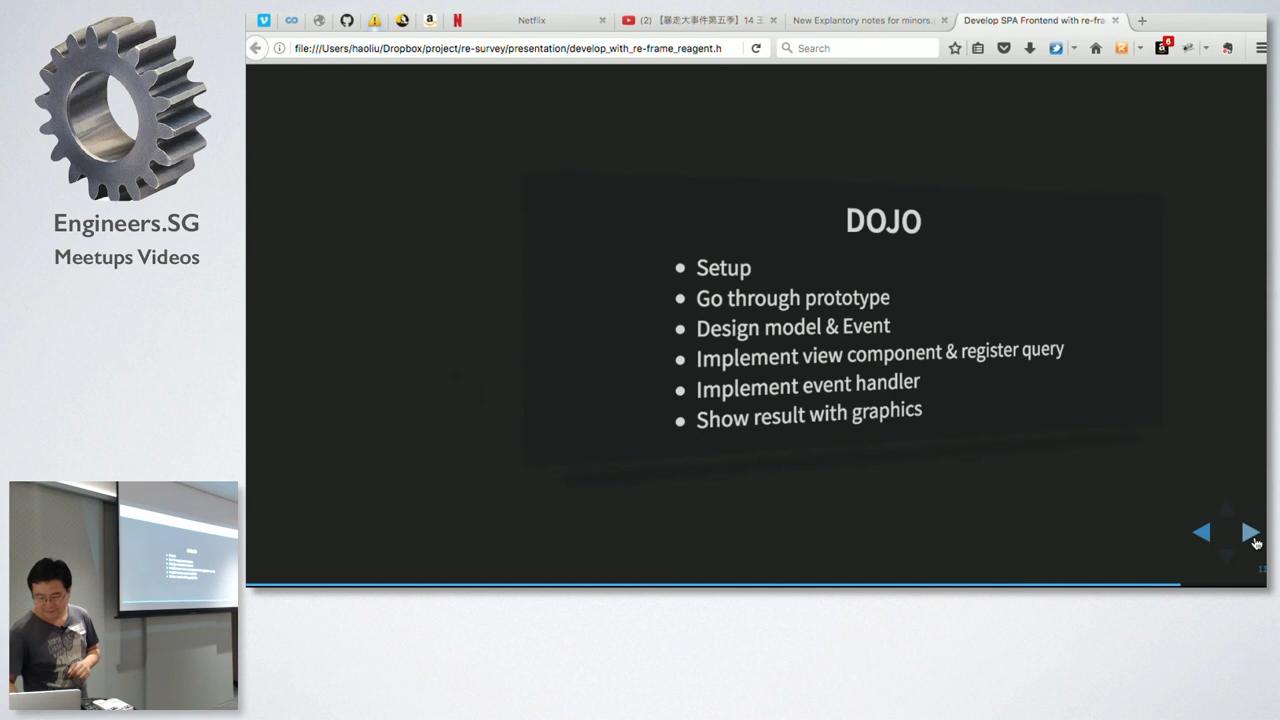 Engineers.SG
Meetups Videos
Netflix
(2) 【暴走大事件第五季】14 王
New Explantory notes for minors.
Develop SPA Frontend with re-fra
file:///Users/haoliu/Dropbox/project/re-survey/presentation/develop_with_re-frame_reagent.h
Search
6
DOJO
Setup
Go through prototype
Design model & Event
Implement view component & register query
Implement event handler
Show result with graphics
11